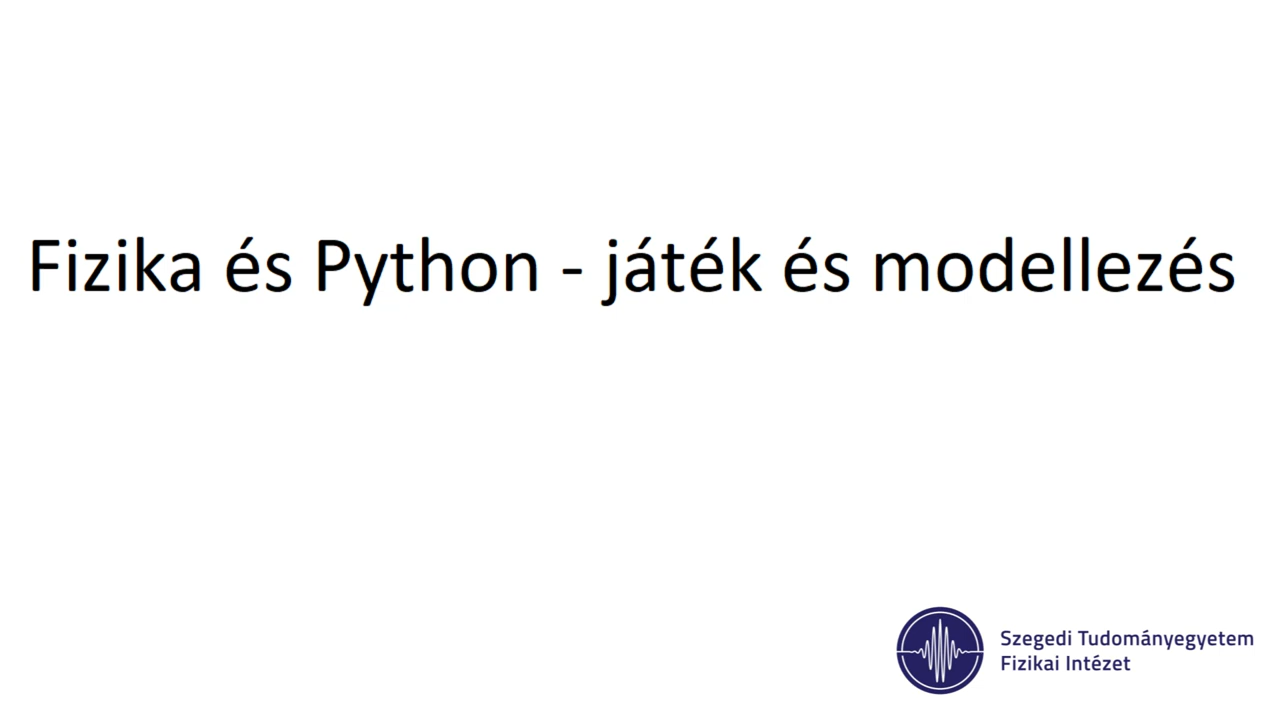 Fizika és Python - játék és modellezés
Szegedi Tudományegyetem
Fizikai Intézet